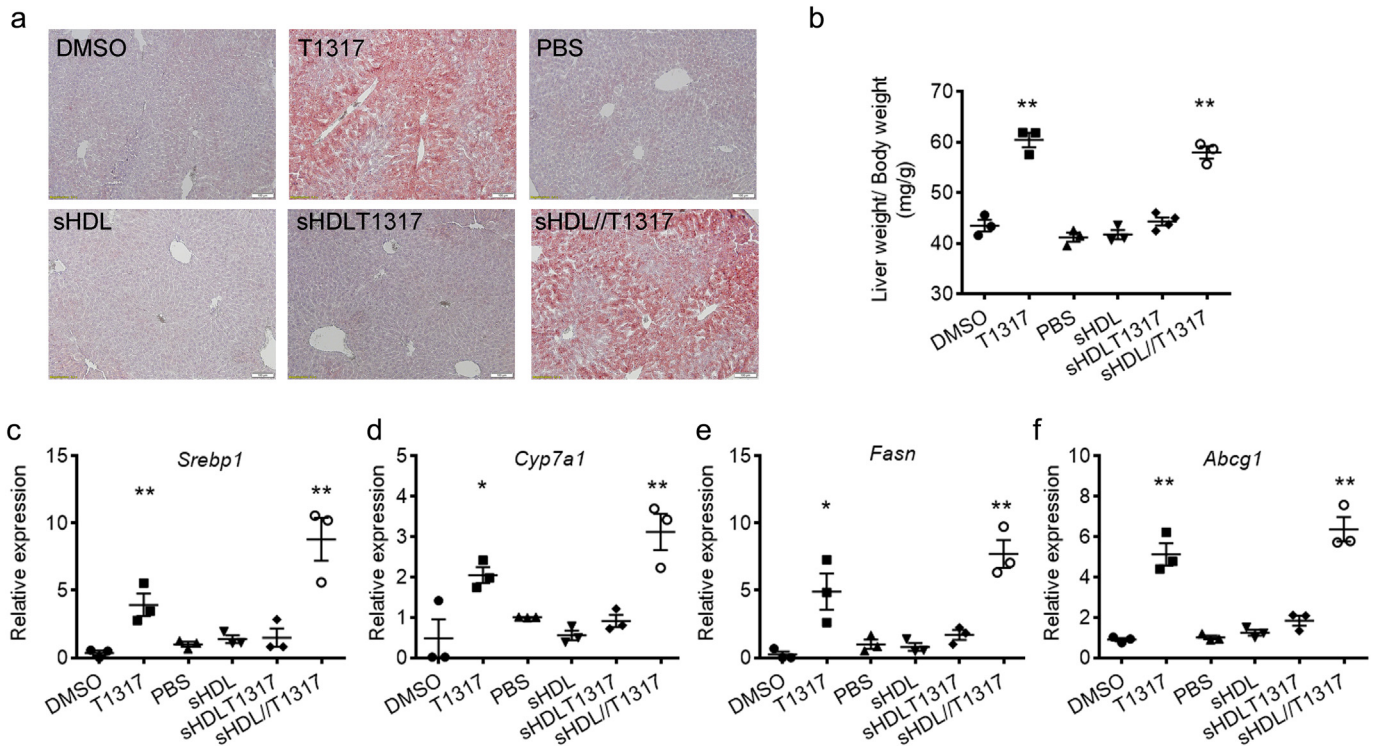 a
DMSO
T1317
PBS
sHDL
sHDLT1317
sHDL//T1317
b
Liver weight/ Body weight
(mg/g)
70
60
50
40
30
** **
DMSO
T1317
PBS
sHDL
sHDLT1317
sHDL//T1317
c
Srebp1
Relative expression
15
10
5
0
** **
DMSO
T1317
PBS
sHDL
sHDLT1317
sHDL//T1317
d
Cyp7a1
Relative expression
5
4
3
2
1
0
* **
DMSO
T1317
PBS
sHDL
sHDLT1317
sHDL//T1317
e
Fasn
Relative expression
15
10
5
0
* **
DMSO
T1317
PBS
sHDL
sHDLT1317
sHDL//T1317
f
Abcg1
Relative expression
10
8
6
4
2
0
** **
DMSO
T1317
PBS
sHDL
sHDLT1317
sHDL//T1317